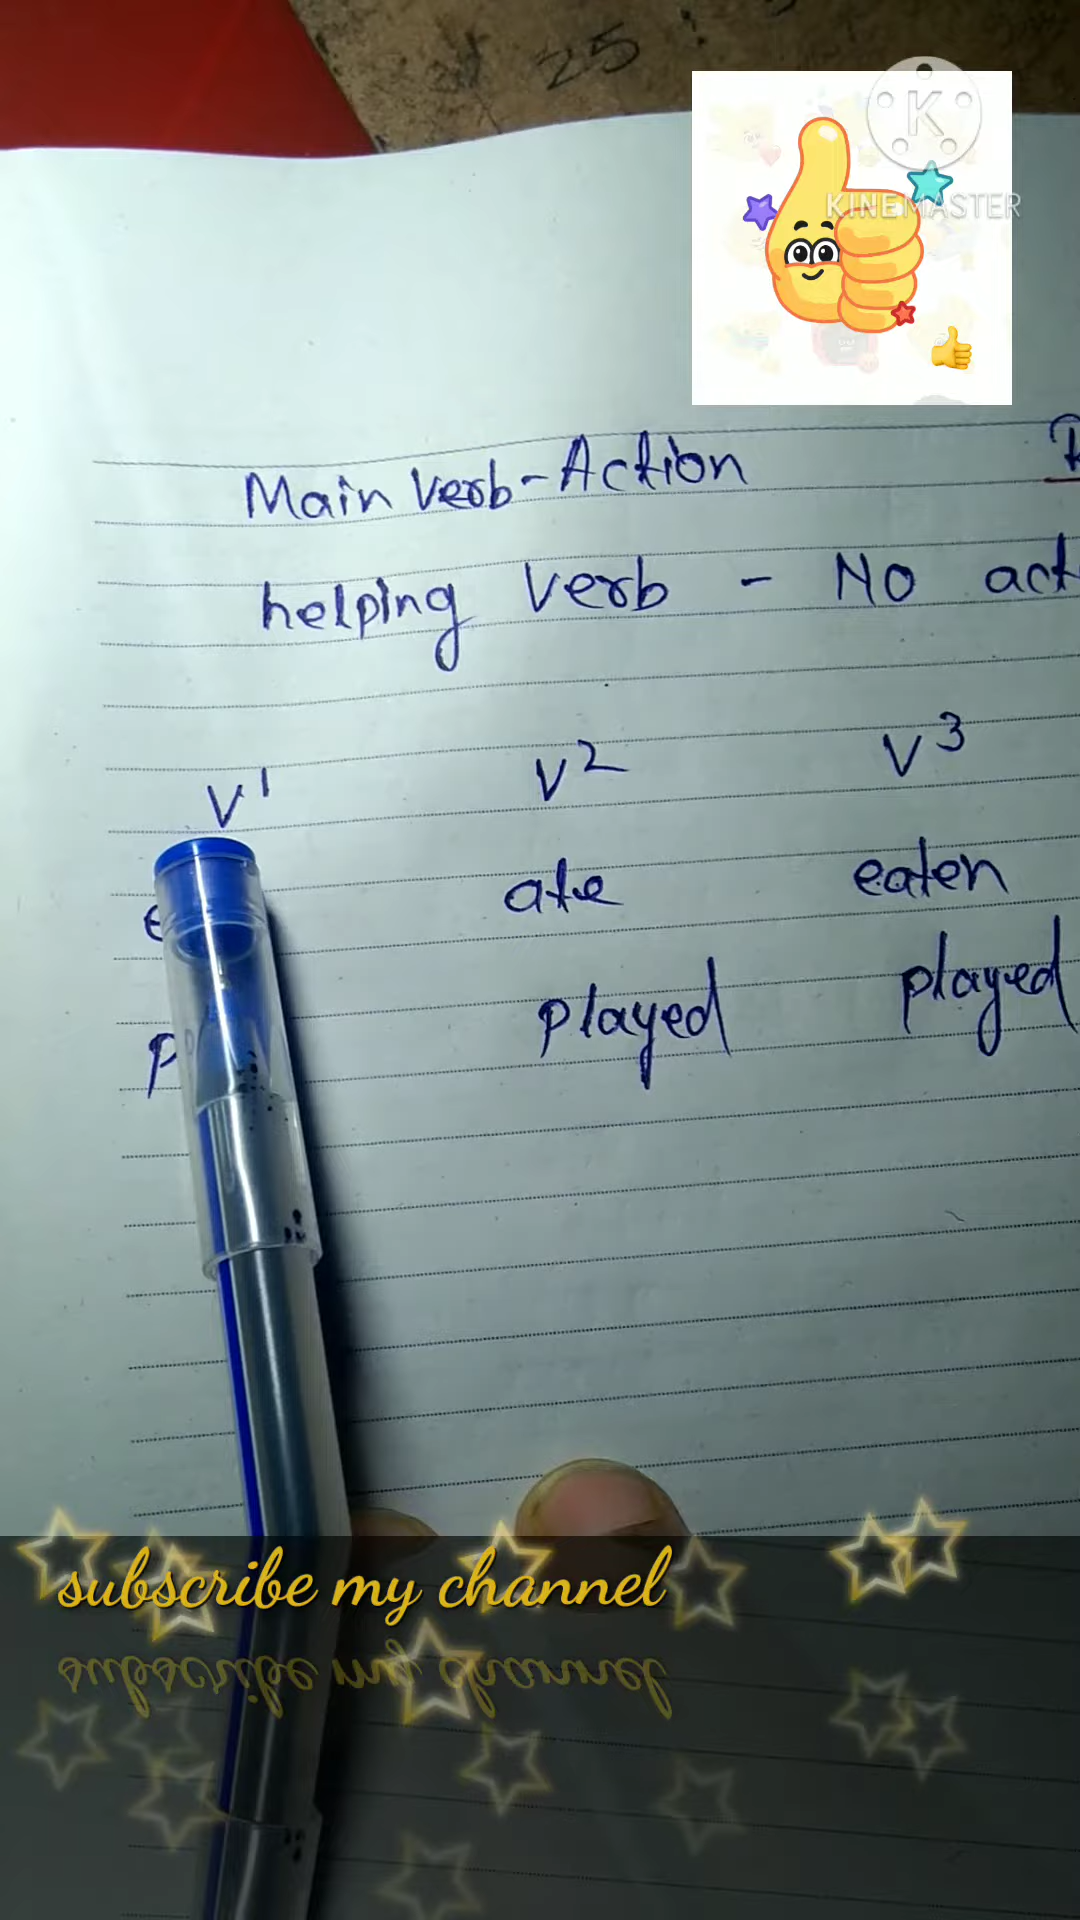 25
K
KINEMASTER
Main Verb-Action
helping Verb - No act
V1 V2 V3
ate eaten
played played
subscribe my channel